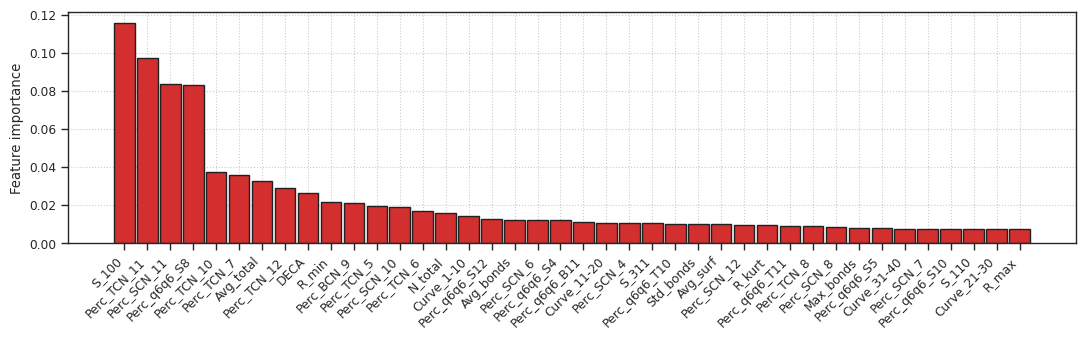 Feature importance
0.12
0.10
0.08
0.06
0.04
0.02
0.00
S_100
Perc_TCN_11
Perc_SCN_11
Perc_q6q6_S8
Perc_TCN_10
Perc_TCN_7
Avg_total
Perc_TCN_12
DECA
R_min
Perc_BCN_9
Perc_TCN_5
Perc_SCN_10
Perc_TCN_6
N_total
Curve_1-10
Perc_q6q6_S12
Avg_bonds
Perc_SCN_6
Perc_q6q6_S4
Perc_q6q6_B11
Curve_11-20
Perc_SCN_4
S_311
Perc_q6q6_T10
Std_bonds
Avg_surf
Perc_SCN_12
R_kurt
Perc_q6q6_T11
Perc_TCN_8
Perc_SCN_8
Max_bonds
Perc_q6q6_S5
Curve_31-40
Perc_SCN_7
Perc_q6q6_S10
S_110
Curve_21-30
R_max